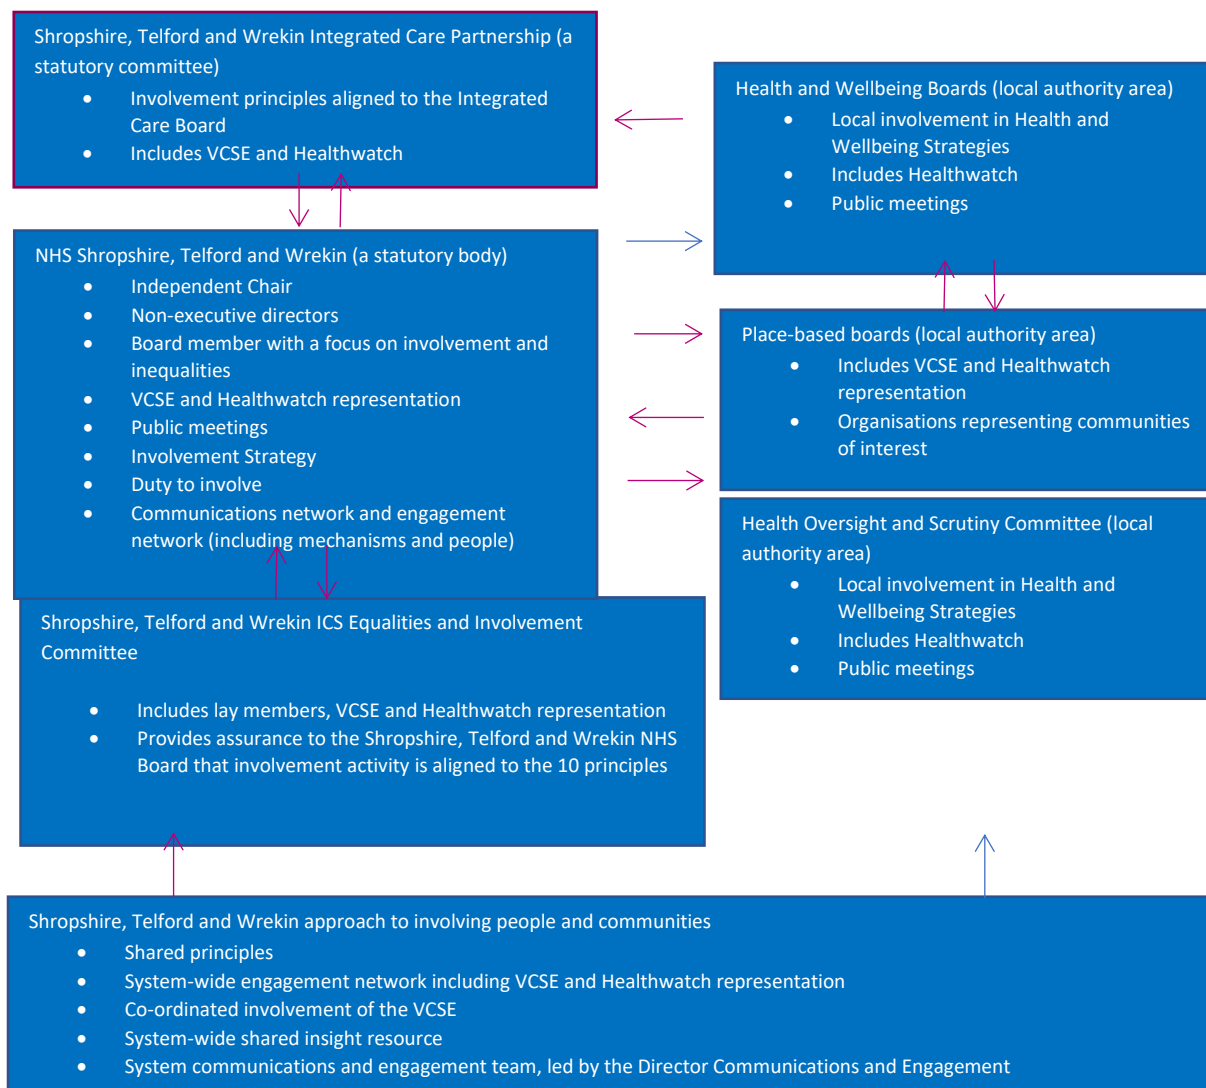 Shropshire, Telford and Wrekin Integrated Care Partnership (a
statutory committee)
• Involvement principles aligned to the Integrated
Care Board
• Includes VCSE and Healthwatch
Health and Wellbeing Boards (local authority area)
• Local involvement in Health and
Wellbeing Strategies
• Includes Healthwatch
• Public meetings
NHS Shropshire, Telford and Wrekin (a statutory body)
• Independent Chair
• Non-executive directors
• Board member with a focus on involvement and
inequalities
• VCSE and Healthwatch representation
• Public meetings
• Involvement Strategy
• Duty to involve
• Communications network and engagement
network (including mechanisms and people)
Place-based boards (local authority area)
• Includes VCSE and Healthwatch
representation
• Organisations representing communities
of interest
Health Oversight and Scrutiny Committee (local
authority area)
• Local involvement in Health and
Wellbeing Strategies
• Includes Healthwatch
• Public meetings
Shropshire, Telford and Wrekin ICS Equalities and Involvement
Committee
• Includes lay members, VCSE and Healthwatch representation
• Provides assurance to the Shropshire, Telford and Wrekin NHS
Board that involvement activity is aligned to the 10 principles
Shropshire, Telford and Wrekin approach to involving people and communities
• Shared principles
• System-wide engagement network including VCSE and Healthwatch representation
• Co-ordinated involvement of the VCSE
• System-wide shared insight resource
• System communications and engagement team, led by the Director Communications and Engagement